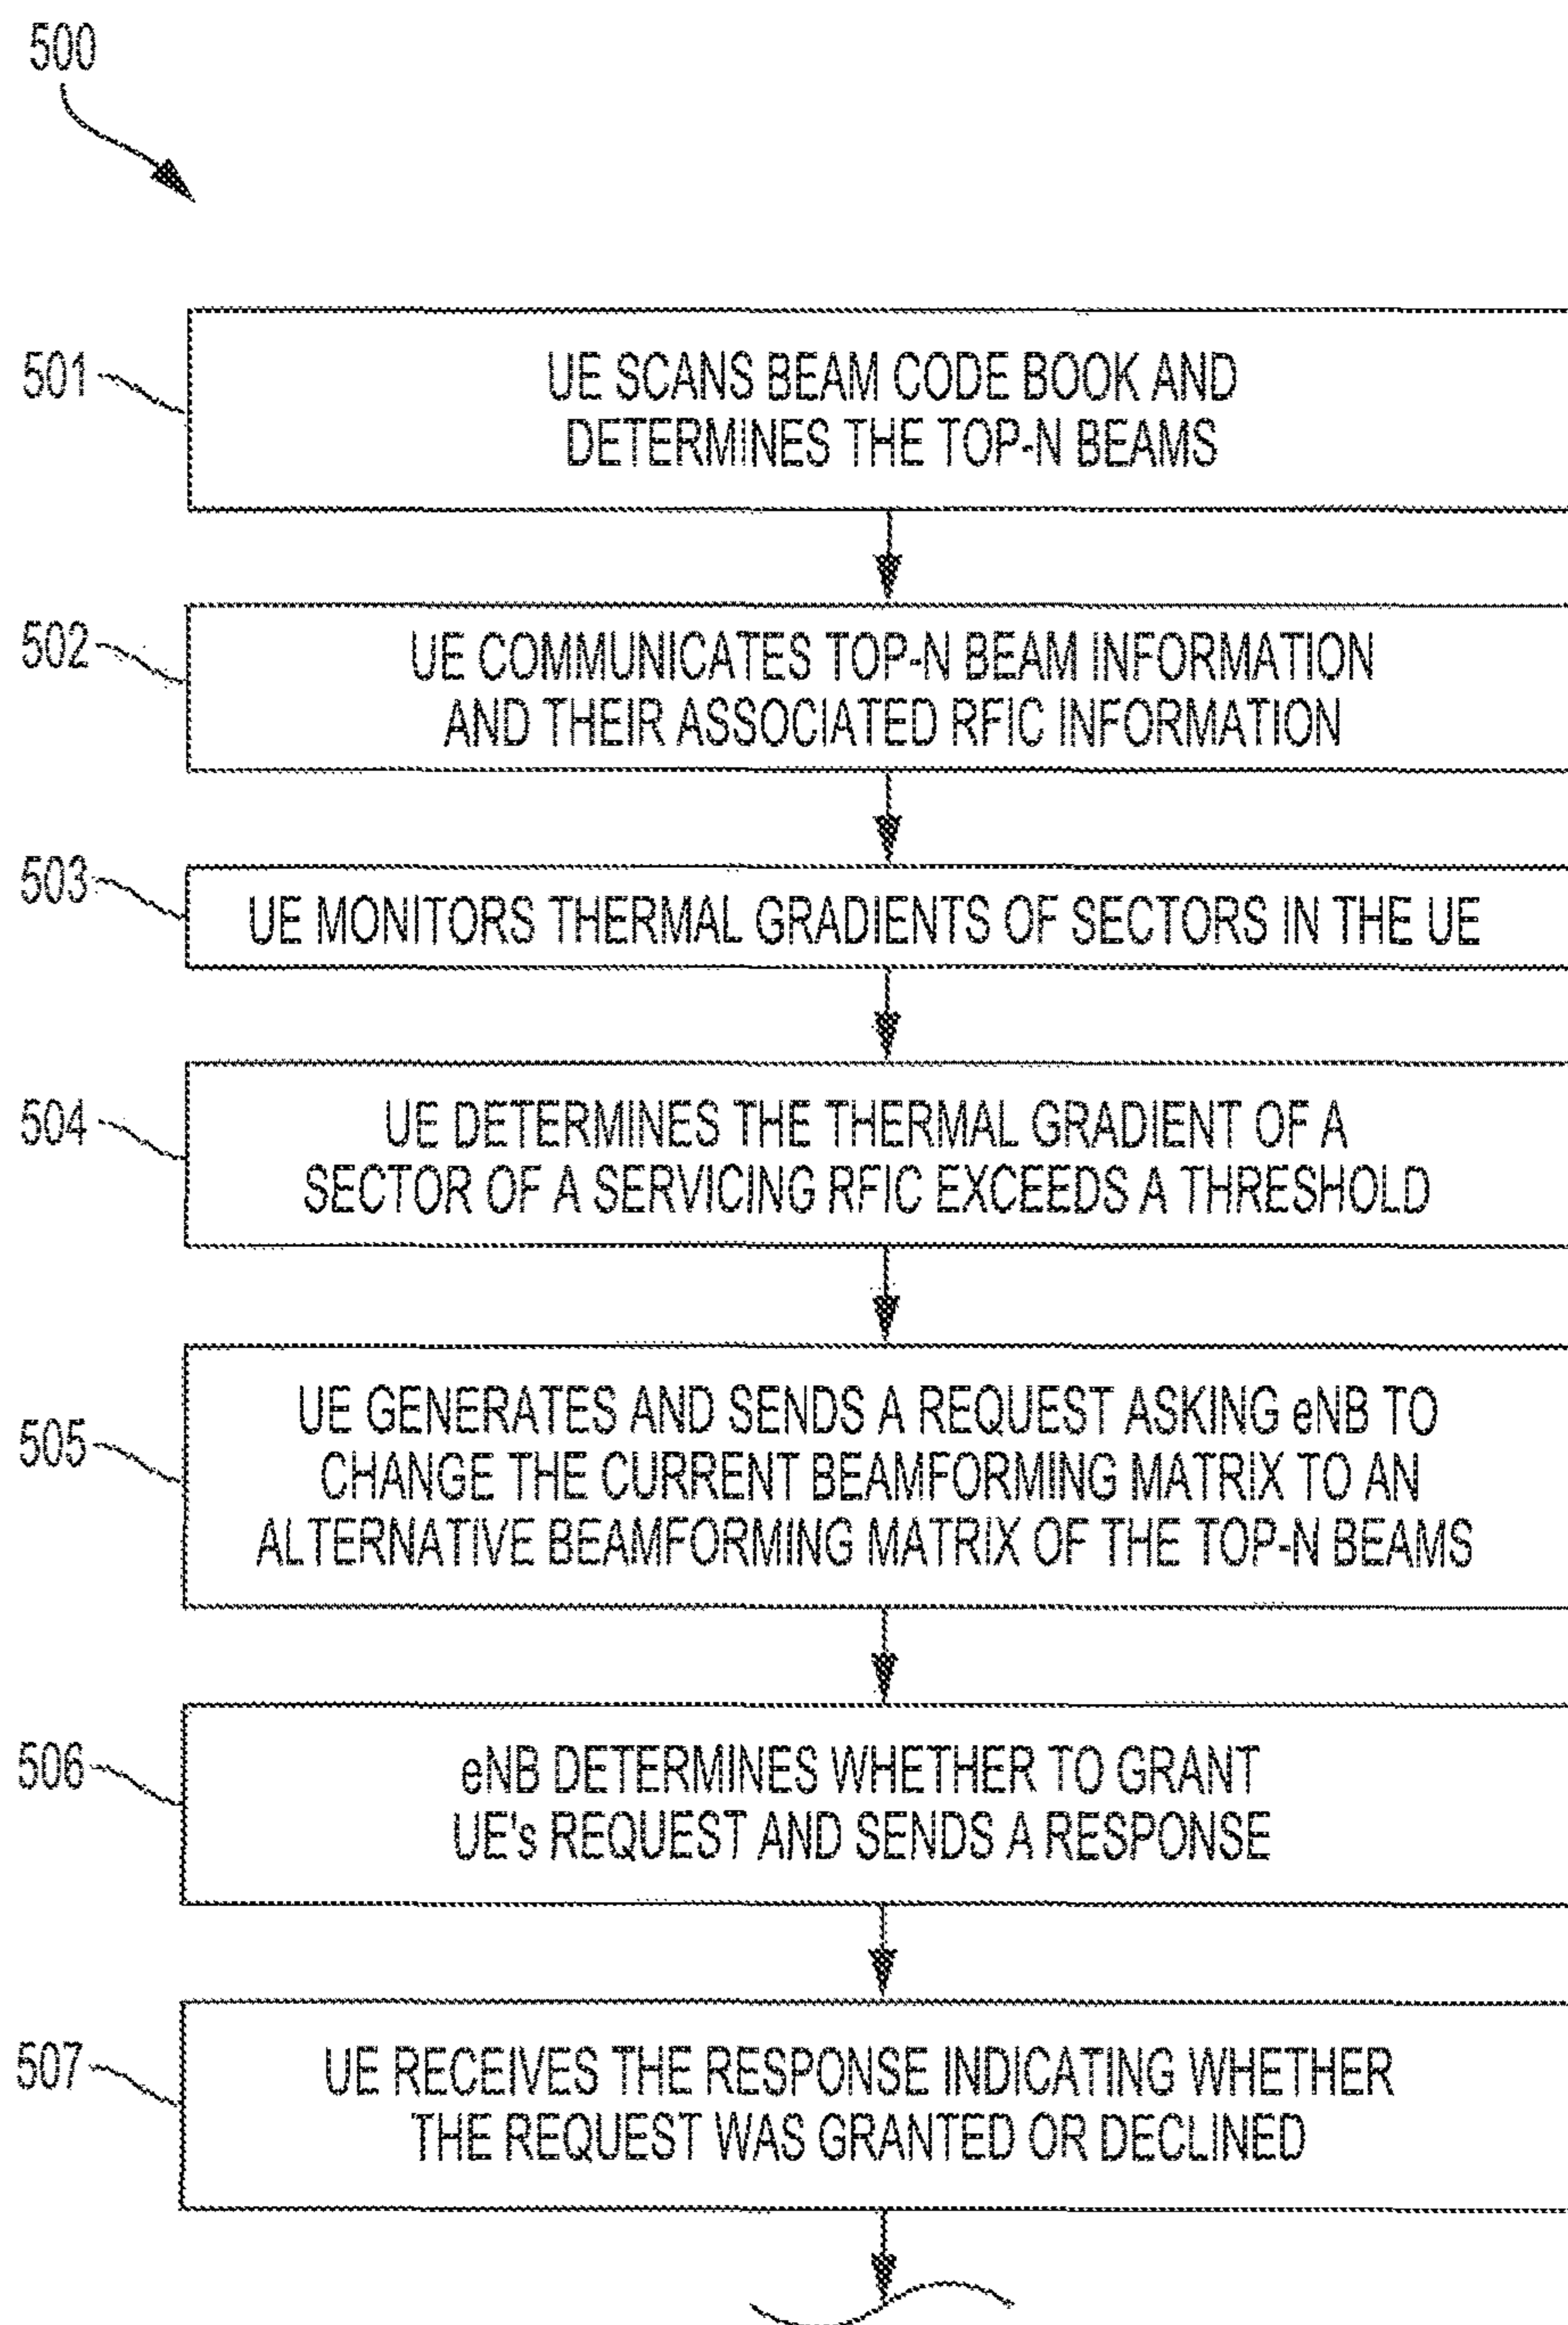 500
501
UE SCANS BEAM CODE BOOK AND
DETERMINES THE TOP-N BEAMS
502
UE COMMUNICATES TOP-N BEAM INFORMATION
AND THEIR ASSOCIATED RFIC INFORMATION
503
UE MONITORS THERMAL GRADIENTS OF SECTORS IN THE UE
504
UE DETERMINES THE THERMAL GRADIENT OF A
SECTOR OF A SERVICING RFIC EXCEEDS A THRESHOLD
505
UE GENERATES AND SENDS A REQUEST ASKING eNB TO
CHANGE THE CURRENT BEAMFORMING MATRIX TO AN
ALTERNATIVE BEAMFORMING MATRIX OF THE TOP-N BEAMS
506
eNB DETERMINES WHETHER TO GRANT
UE's REQUEST AND SENDS A RESPONSE
507
UE RECEIVES THE RESPONSE INDICATING WHETHER
THE REQUEST WAS GRANTED OR DECLINED